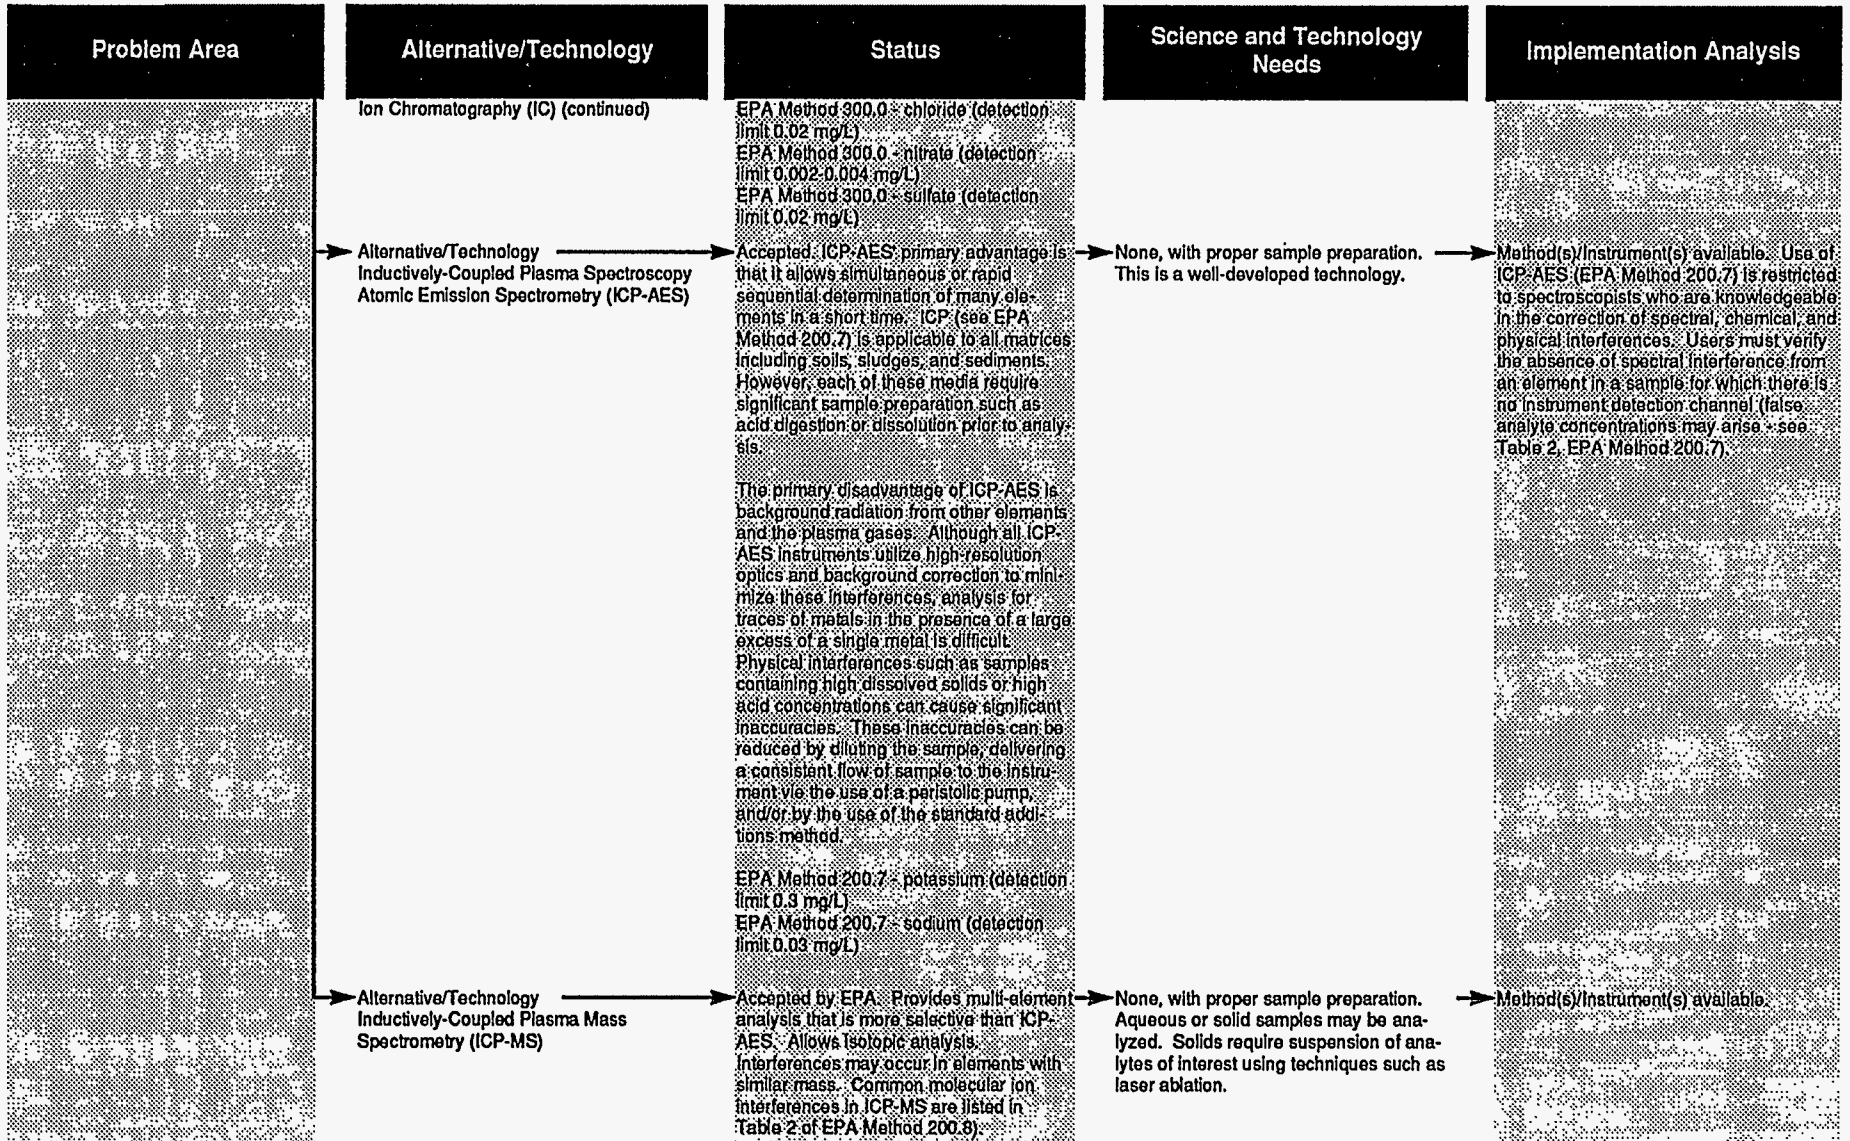 Problem Area
Alternative/Technology
Status
Science and Technology
Needs
Implementation Analysis
Ion Chromatography (IC) (continued)
EPA Method 300.0 - chloride (detection
limit 0.02 mg/L)
EPA Method 300.0 - nitrate (detection
limit 0.002-0.004 mg/L)
EPA Method 300.0 - sulfate (detection
limit 0.02 mg/L)
Alternative/Technology
Inductively-Coupled Plasma Spectroscopy
Atomic Emission Spectrometry (ICP-AES)
Accepted. ICP-AES' primary advantage is
that it allows simultaneous or rapid
sequential determination of many ele-
ments in a short time. ICP (see EPA
Method 200.7) is applicable to all matrices
including soils, sludges, and sediments.
However, each of these media require
significant sample preparation such as
acid digestion or dissolution prior to analy-
sis.
The primary disadvantage of ICP-AES is
background radiation from other elements
and the plasma gases. Although all ICP-
AES instruments utilize high-resolution
optics and background correction to mini-
mize these interferences, analysis for
traces of metals in the presence of a large
excess of a single metal is difficult.
Physical interferences such as samples
containing high dissolved solids or high
acid concentrations can cause significant
inaccuracies. These inaccuracies can be
reduced by diluting the sample, delivering
a consistent flow of sample to the instru-
ment vie the use of a peristolic pump,
and/or by the use of the standard addi-
tions method.
EPA Method 200.7 - potassium (detection
limit 0.3 mg/L)
EPA Method 200.7 - sodium (detection
limit 0.03 mg/L)
None, with proper sample preparation.
This is a well-developed technology.
Method(s)/Instrument(s) available. Use of
ICP-AES (EPA Method 200.7) is restricted
to spectroscopists who are knowledgeable
in the correction of spectral, chemical, and
physical interferences. Users must verify
the absence of spectral interference from
an element in a sample for which there is
no instrument detection channel (false
analyte concentrations may arise - see
Table 2, EPA Method 200.7).
Alternative/Technology
Inductively-Coupled Plasma Mass
Spectrometry (ICP-MS)
Accepted by EPA. Provides multi-element
analysis that is more selective than ICP-
AES. Allows isotopic analysis.
Interferences may occur in elements with
similar mass. Common molecular ion
interferences in ICP-MS are listed in
Table 2 of EPA Method 200.8).
None, with proper sample preparation.
Aqueous or solid samples may be ana-
lyzed. Solids require suspension of ana-
lytes of interest using techniques such as
laser ablation.
Method(s)/Instrument(s) available.